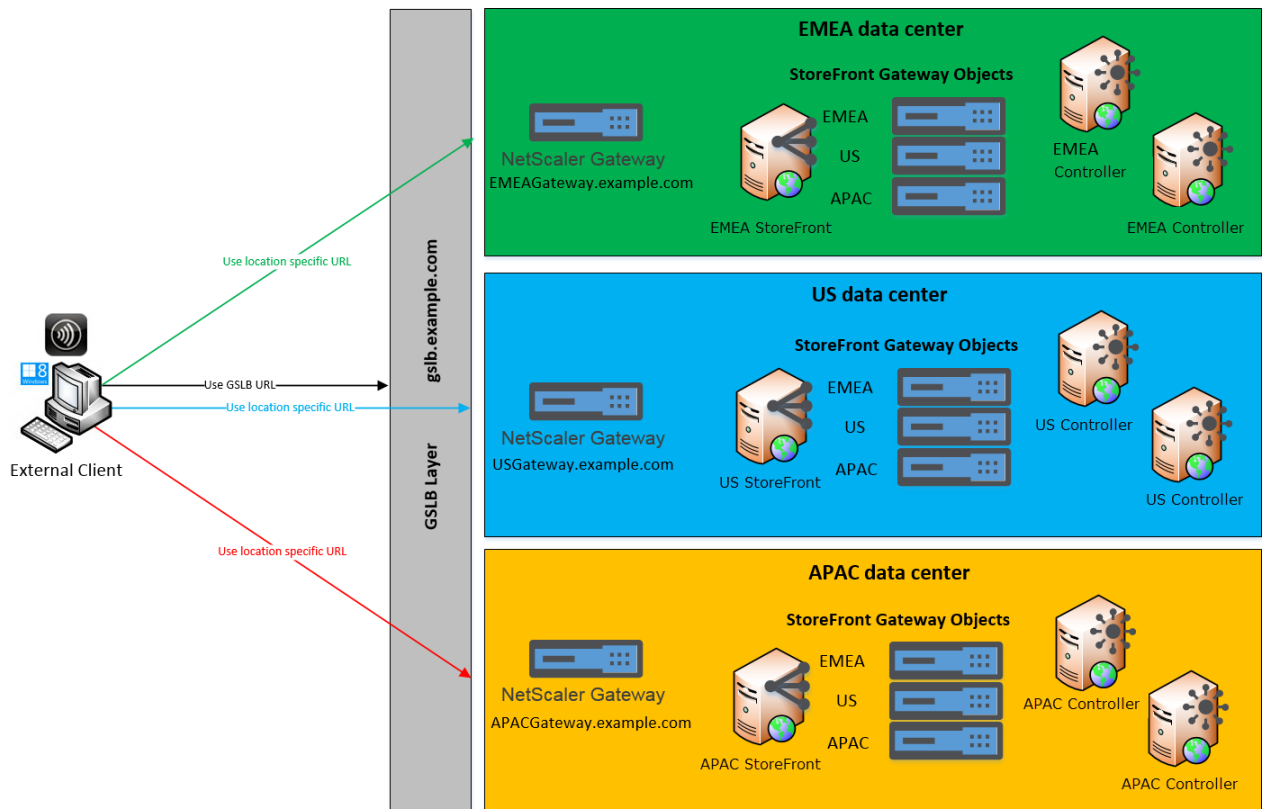 EMEA data center
StoreFront Gateway Objects
NetScaler Gateway
EMEAGateway.example.com
EMEA
US
APAC
EMEA StoreFront
EMEA
Controller
EMEA Controller
US data center
StoreFront Gateway Objects
NetScaler Gateway
USGateway.example.com
EMEA
US
APAC
US StoreFront
US Controller
US Controller
APAC data center
StoreFront Gateway Objects
NetScaler Gateway
APACGateway.example.com
EMEA
US
APAC
APAC StoreFront
APAC Controller
APAC Controller
gslb.example.com
GSLB Layer
Use location specific URL
Use GSLB URL
Use location specific URL
Use location specific URL
8
Windows
External Client